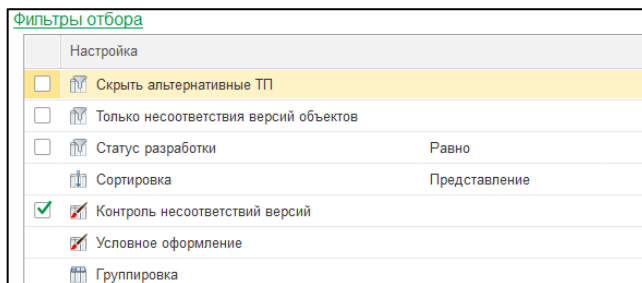 Фильтры отбора
Настройка
Скрыть альтернативные ТП
Только несоответствия версий объектов
Статус разработки Равно
Сортировка Представление
Контроль несоответствий версий
Условное оформление
Группировка